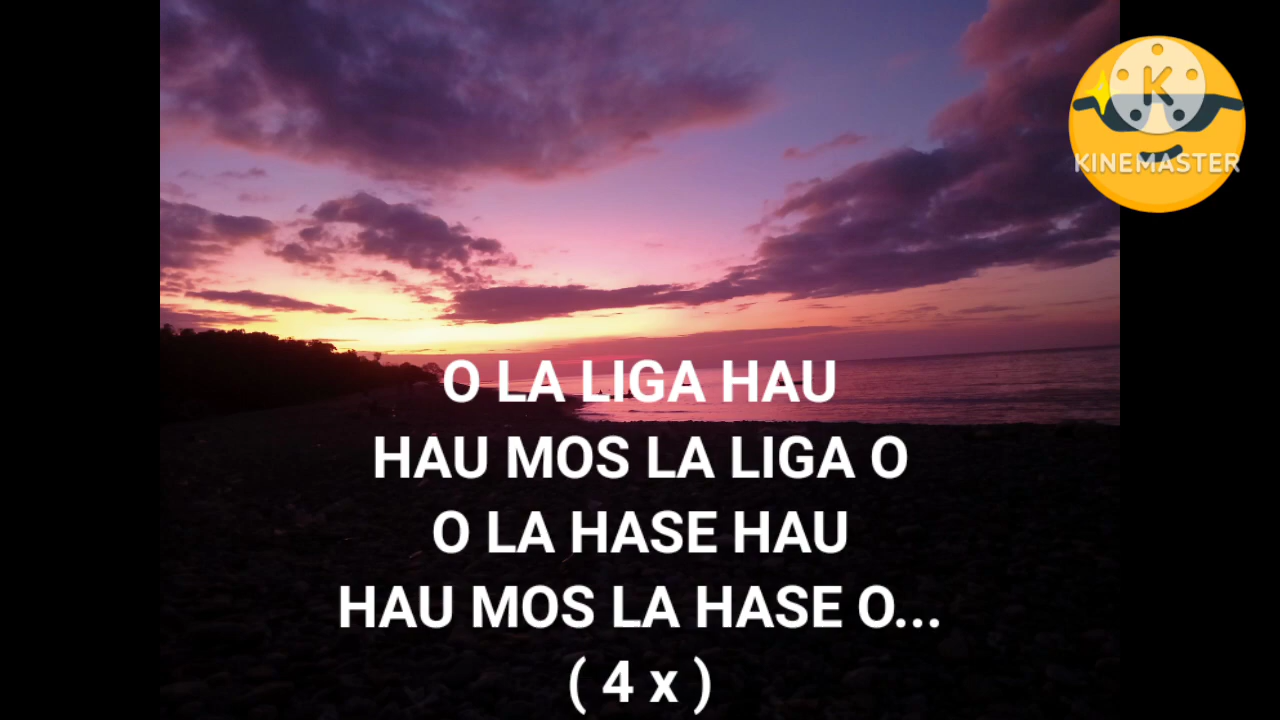 KINEMASTER
O LA LIGA HAU
HAU MOS LA LIGA O
O LA HASE HAU
HAU MOS LA HASE O...
( 4 x )